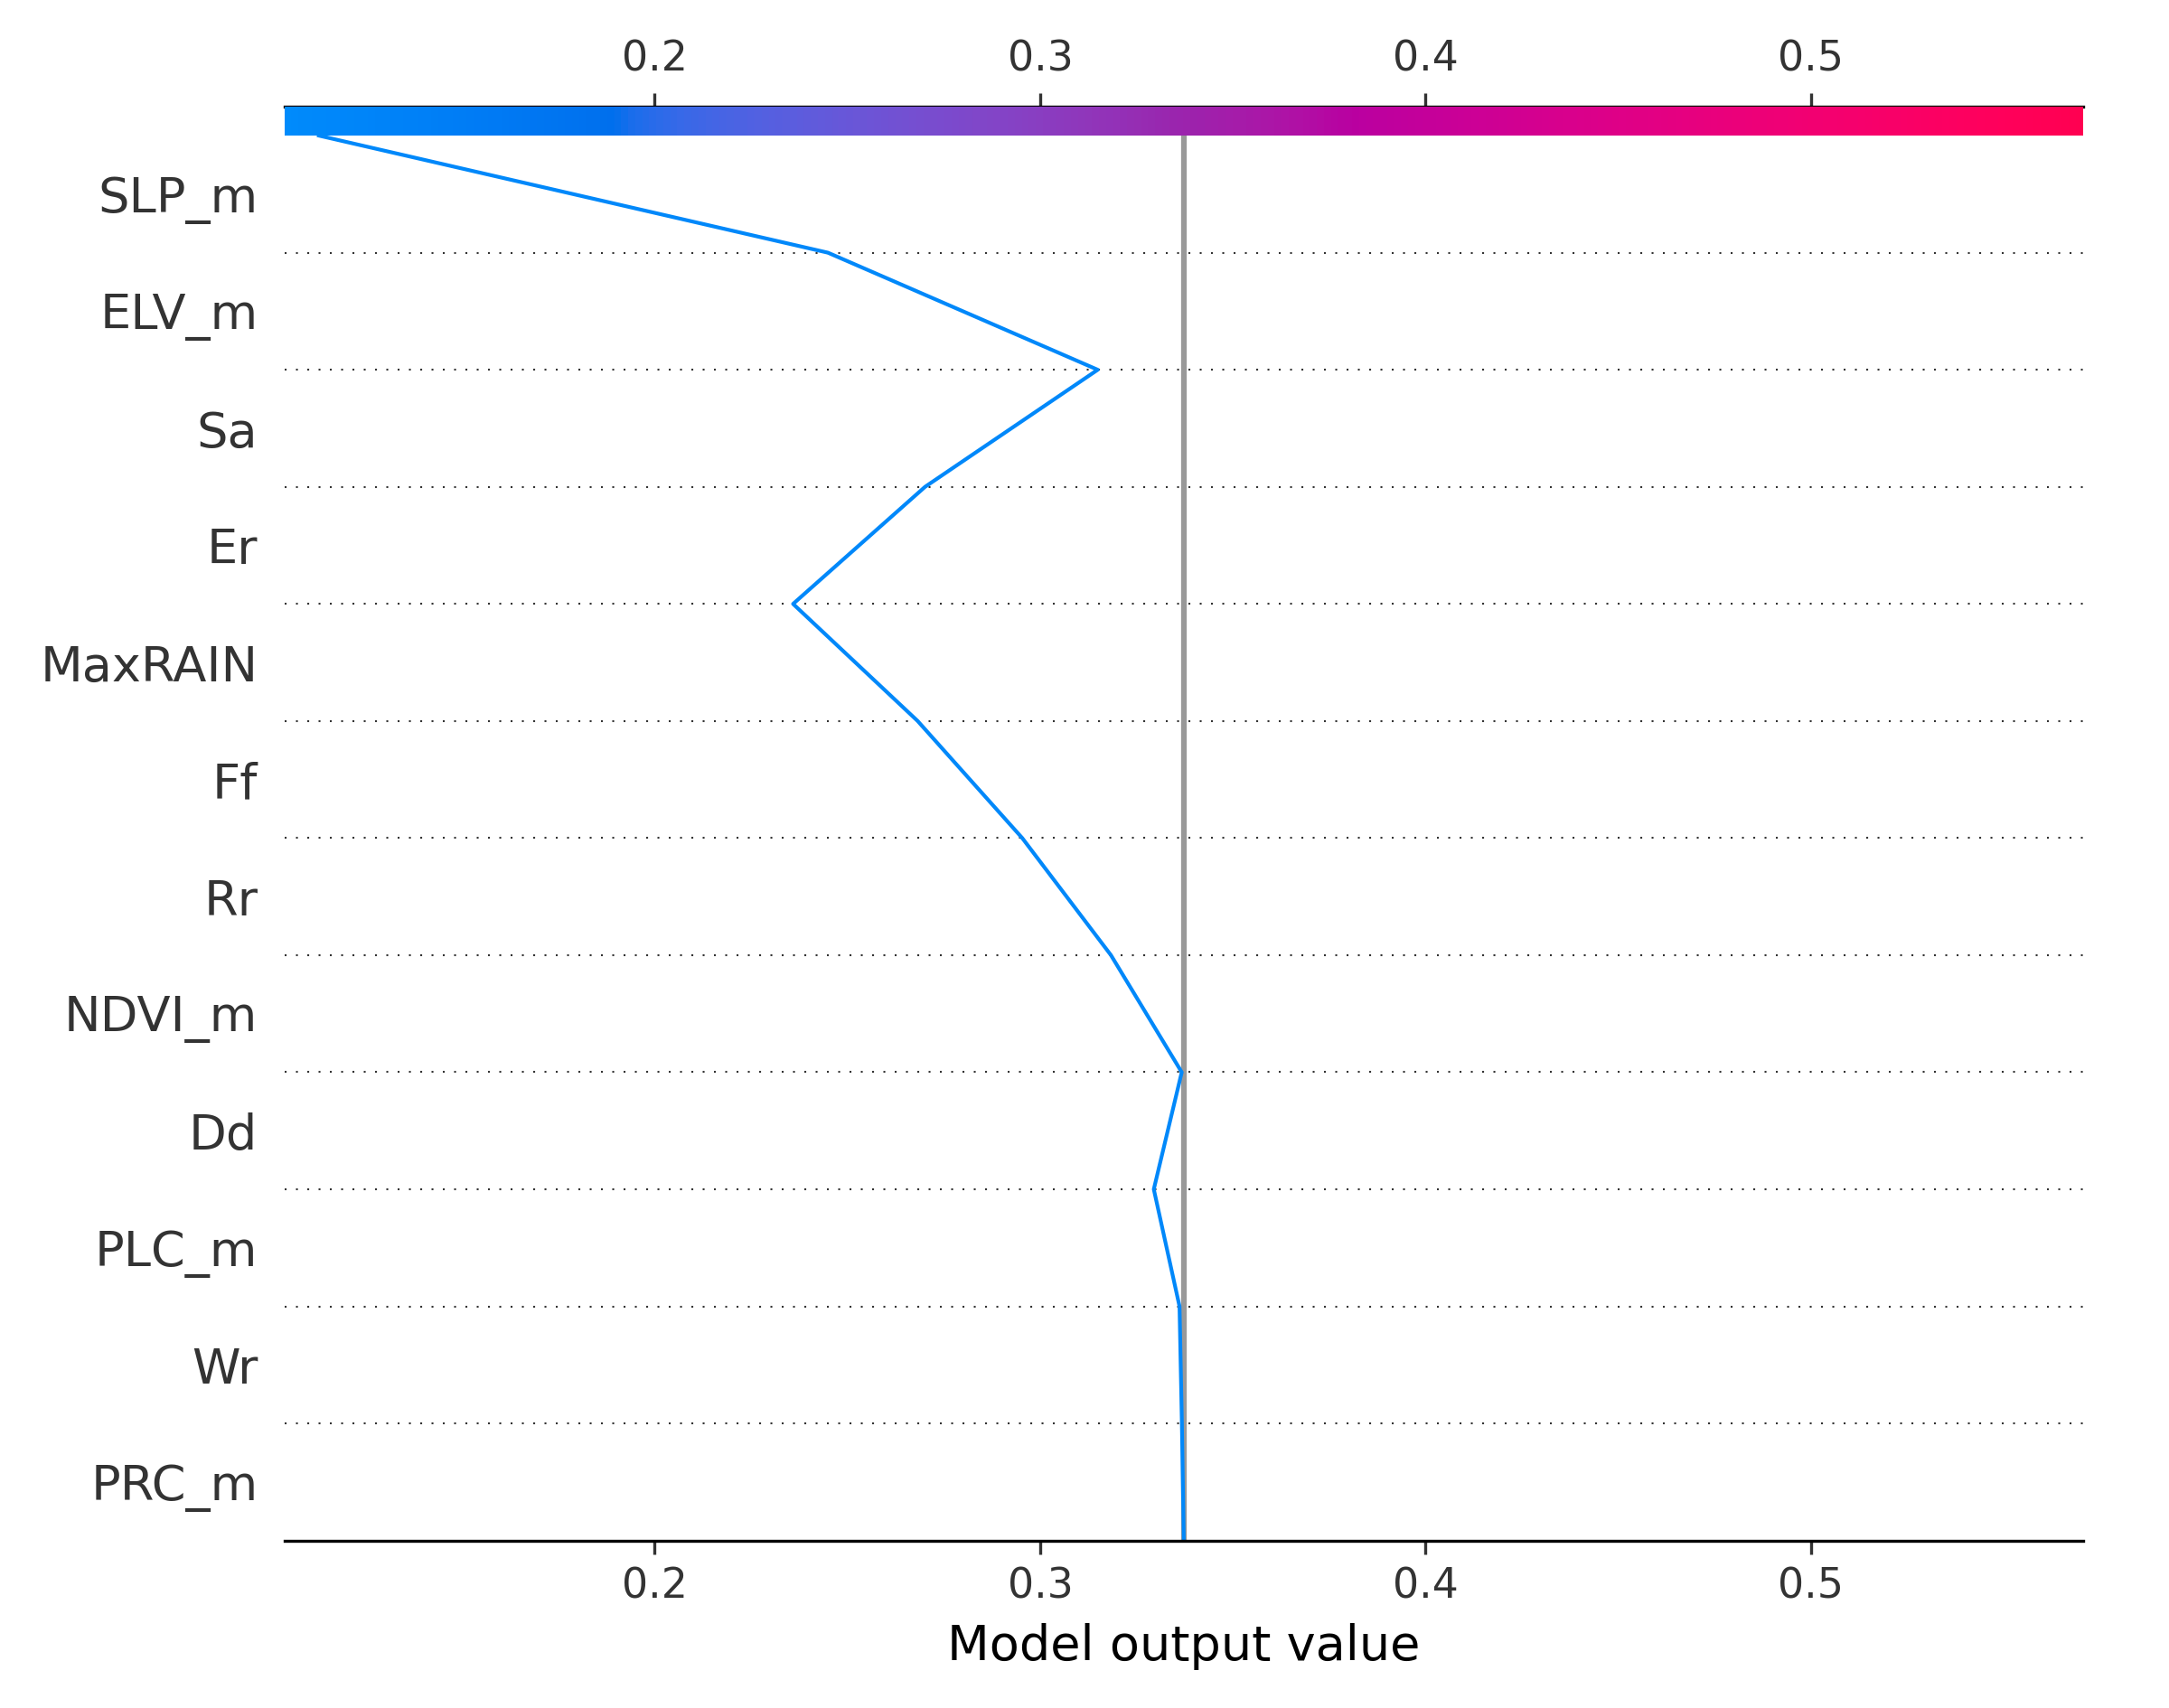 0.2 0.3 0.4 0.5
SLP_m
ELV_m
Sa
Er
MaxRAIN
Ff
Rr
NDVI_m
Dd
PLC_m
Wr
PRC_m
0.2 0.3 0.4 0.5
Model output value